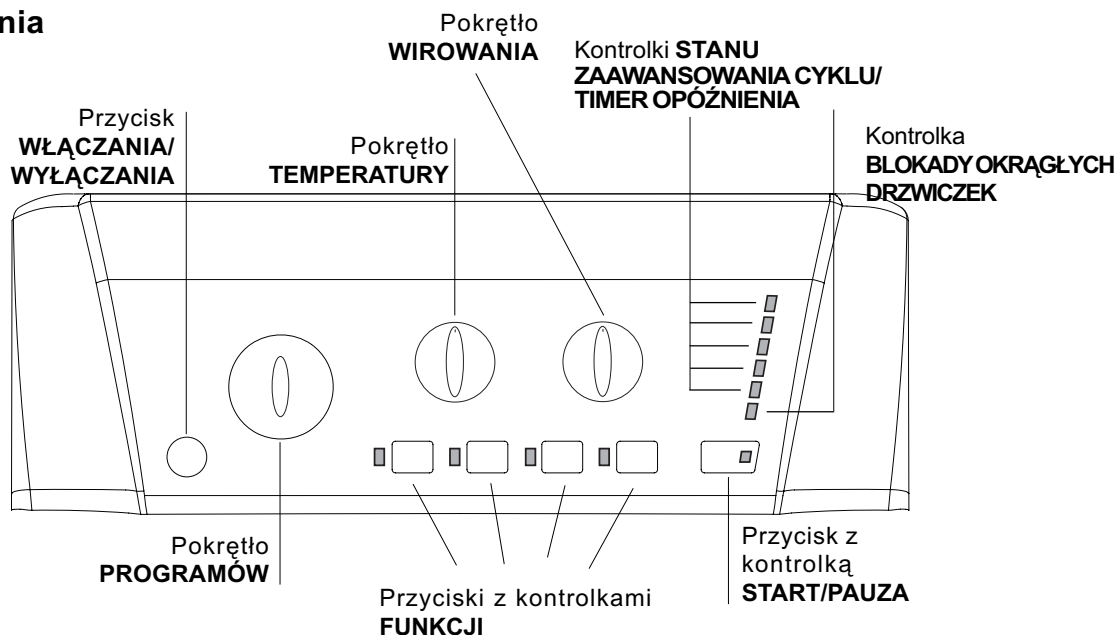 nia
Pokrętło
WIROWANIA
Kontrolki STANU
ZAAWANSOWANIA CYKLU/
TIMER OPÓŹNIENIA
Przycisk
WŁĄCZANIA/
WYŁĄCZANIA
Pokrętło
TEMPERATURY
Kontrolka
BLOKADY OKRĄGŁYCH
DRZWICZEK
Pokrętło
PROGRAMÓW
Przyciski z kontrolkami
FUNKCJI
Przycisk z
kontrolką
START/PAUZA